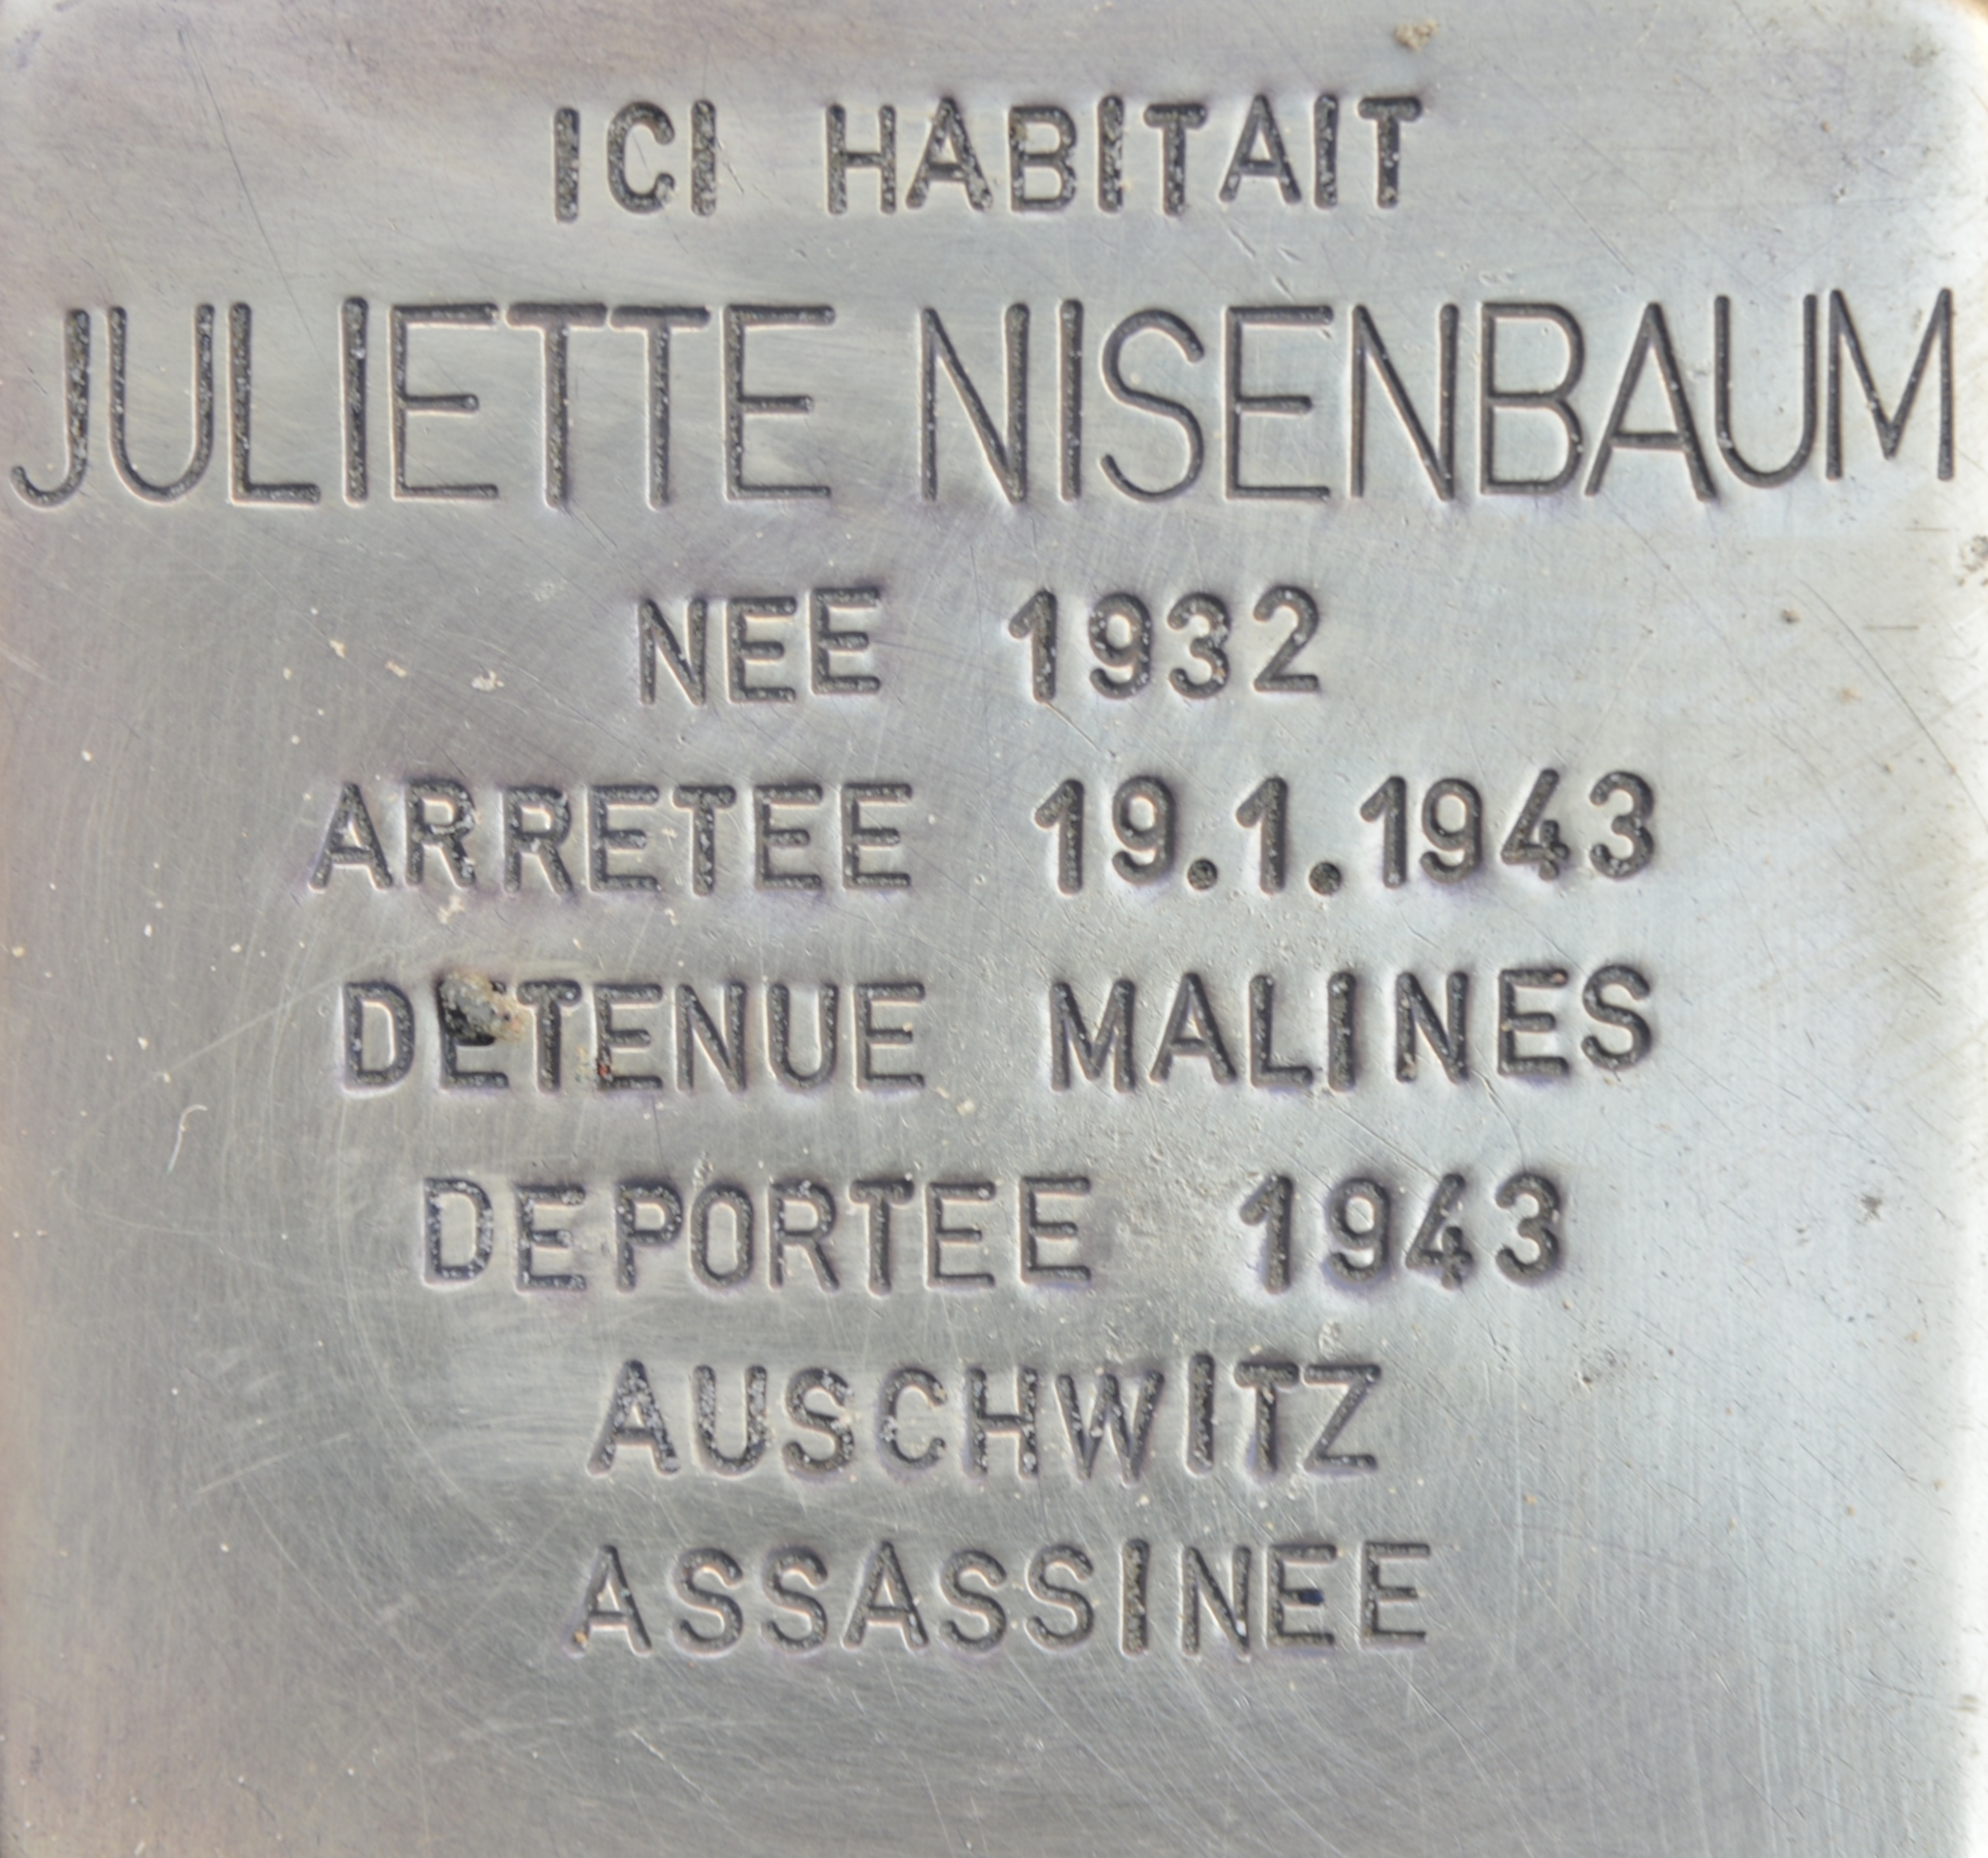 ICI HABITAIT
JULIETTE NISENBAUM
NEE 1932
ARRETEE 19.1.1943
DETENUE MALINES
DEPORTEE 1943
AUSCHWITZ
ASSASSINEE